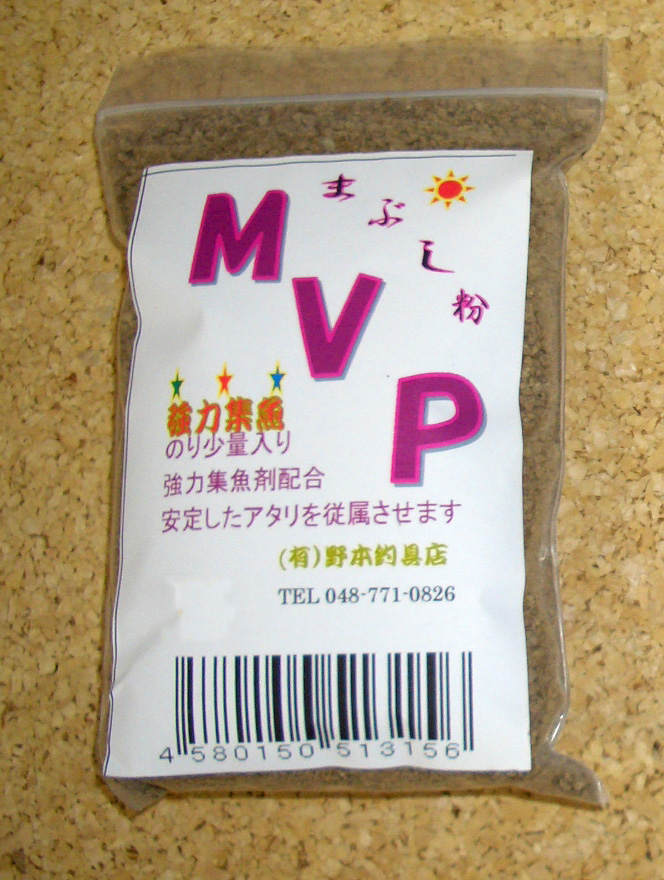 MVP
まぶし粉
強力集魚
のり少量入り
強力集魚剤配合
安定したアタリを従属させます
(有)野本釣具店
TEL 048-771-0826
4 580150 513156